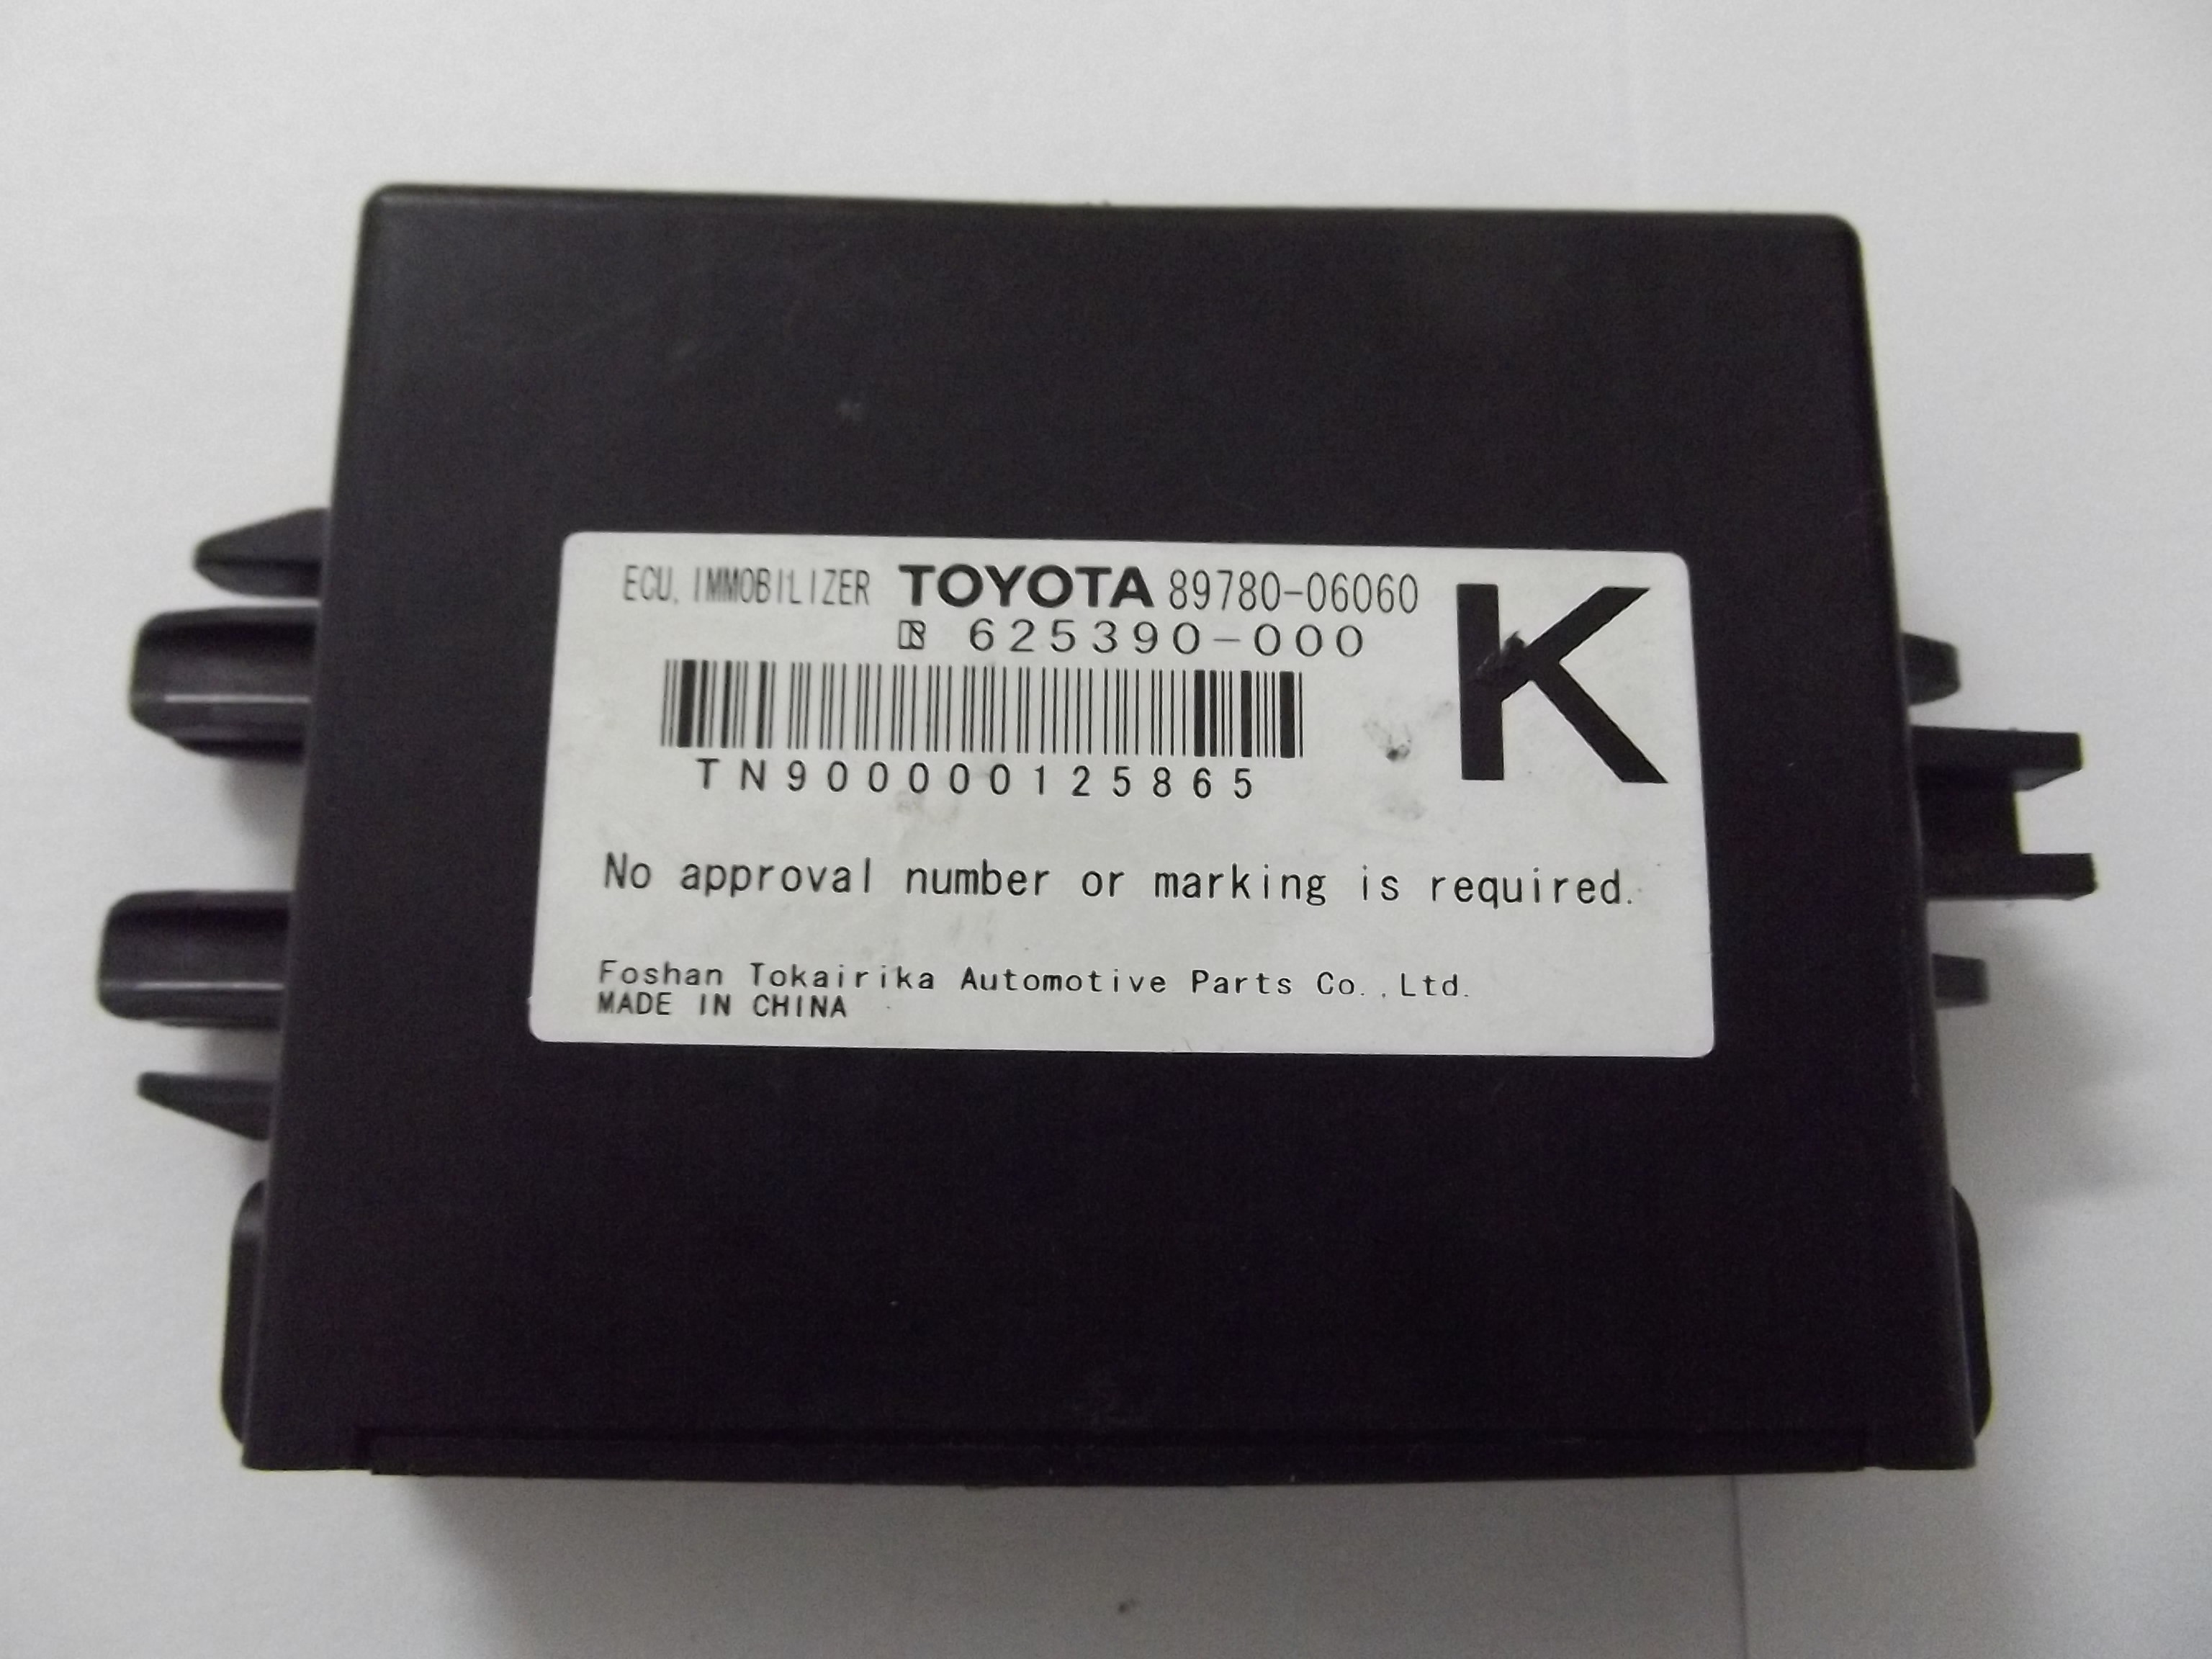 ECU, IMMOBILIZER TOYOTA 89780-06060
625390-000
K
TN900000125865
No approval number or marking is required.
Foshan Tokairika Automotive Parts Co.,Ltd.
MADE IN CHINA